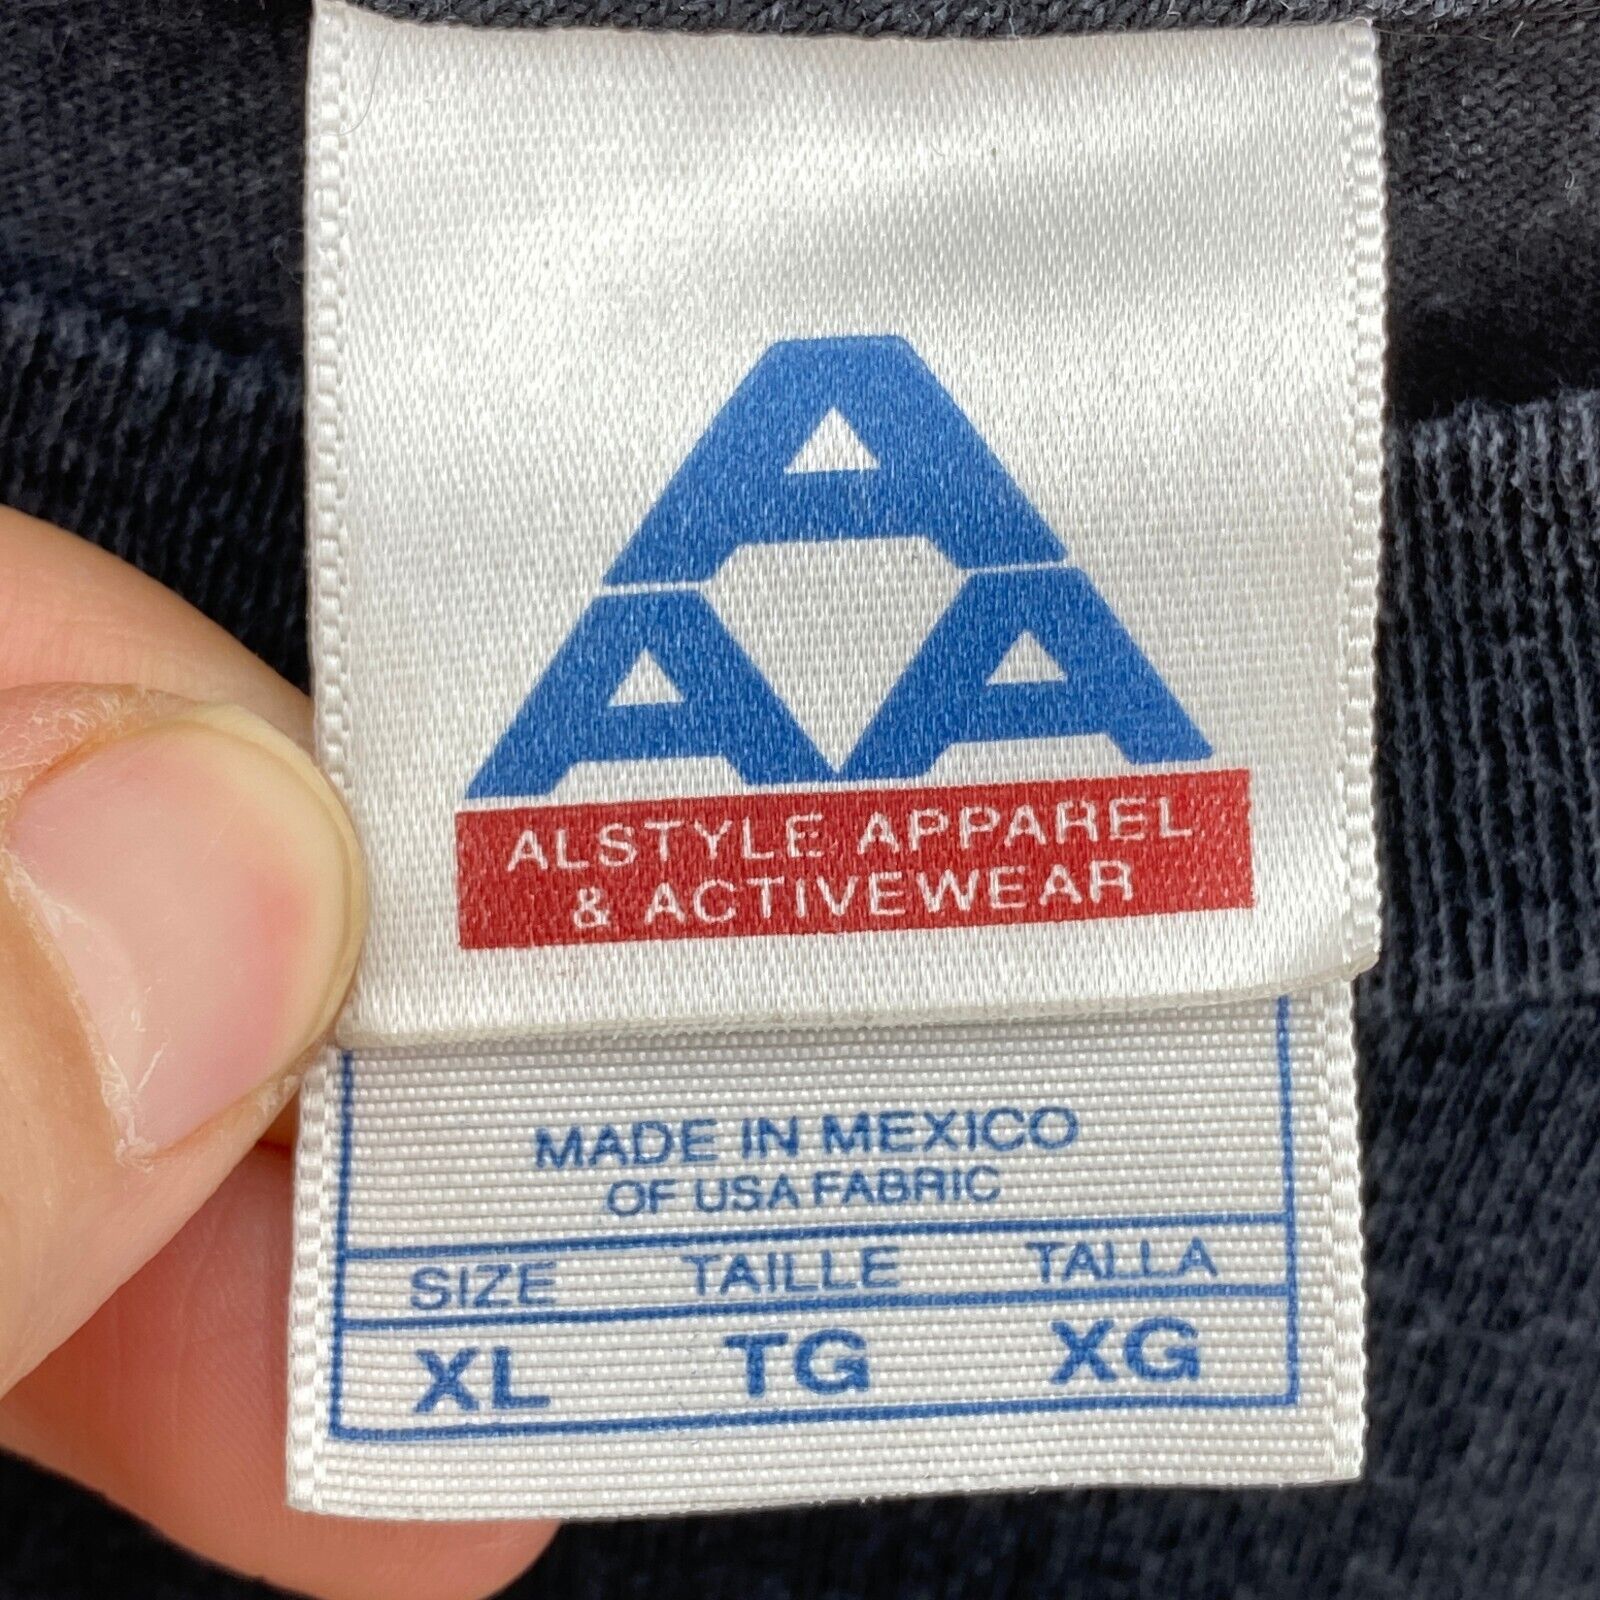 A
A A
ALSTYLE APPAREL
& ACTIVEWEAR
MADE IN MEXICO
OF USA FABRIC
SIZE TAILLE TALLA
XL TG XG